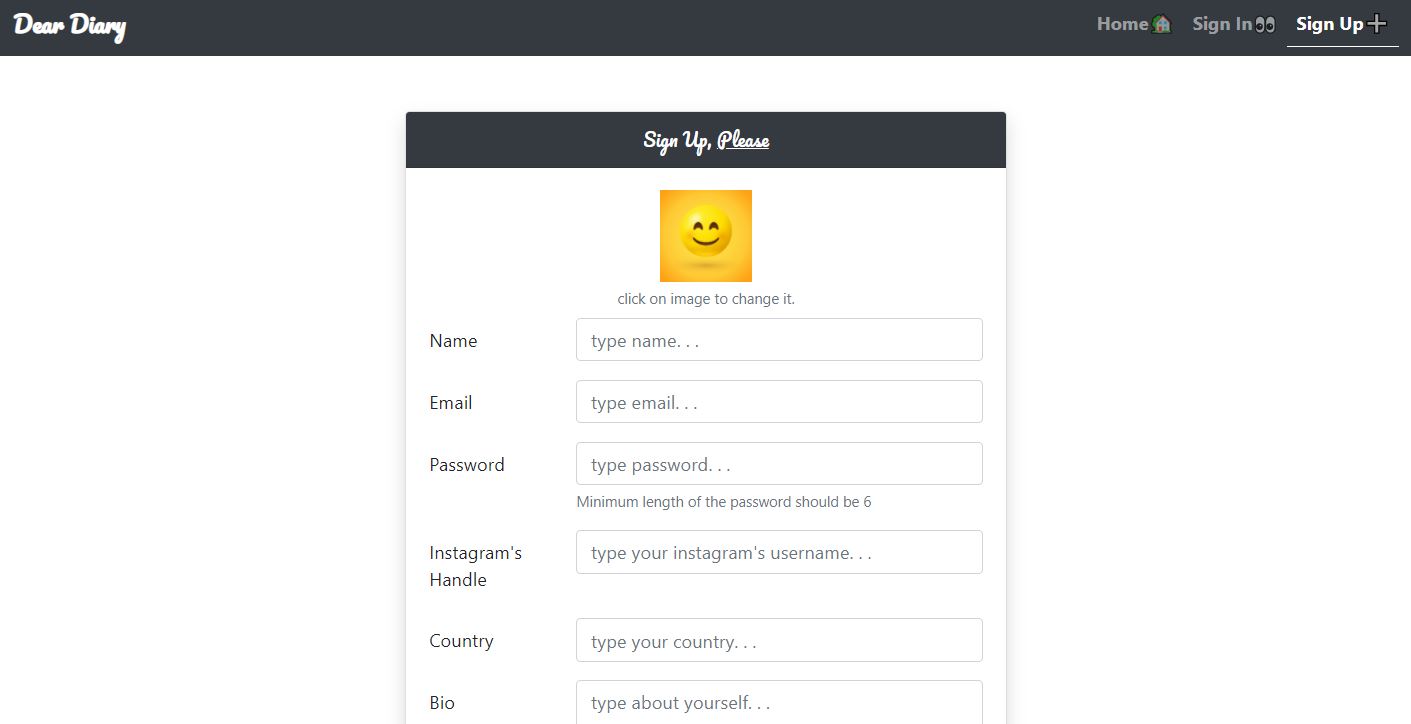 Dear Diary
Home Sign In Sign Up
Sign Up, Please
click on image to change it.
Name
type name. . .
Email
type email. . .
Password
type password. . .
Minimum length of the password should be 6
Instagram's
Handle
type your instagram's username. . .
Country
type your country. . .
Bio
type about yourself. . .